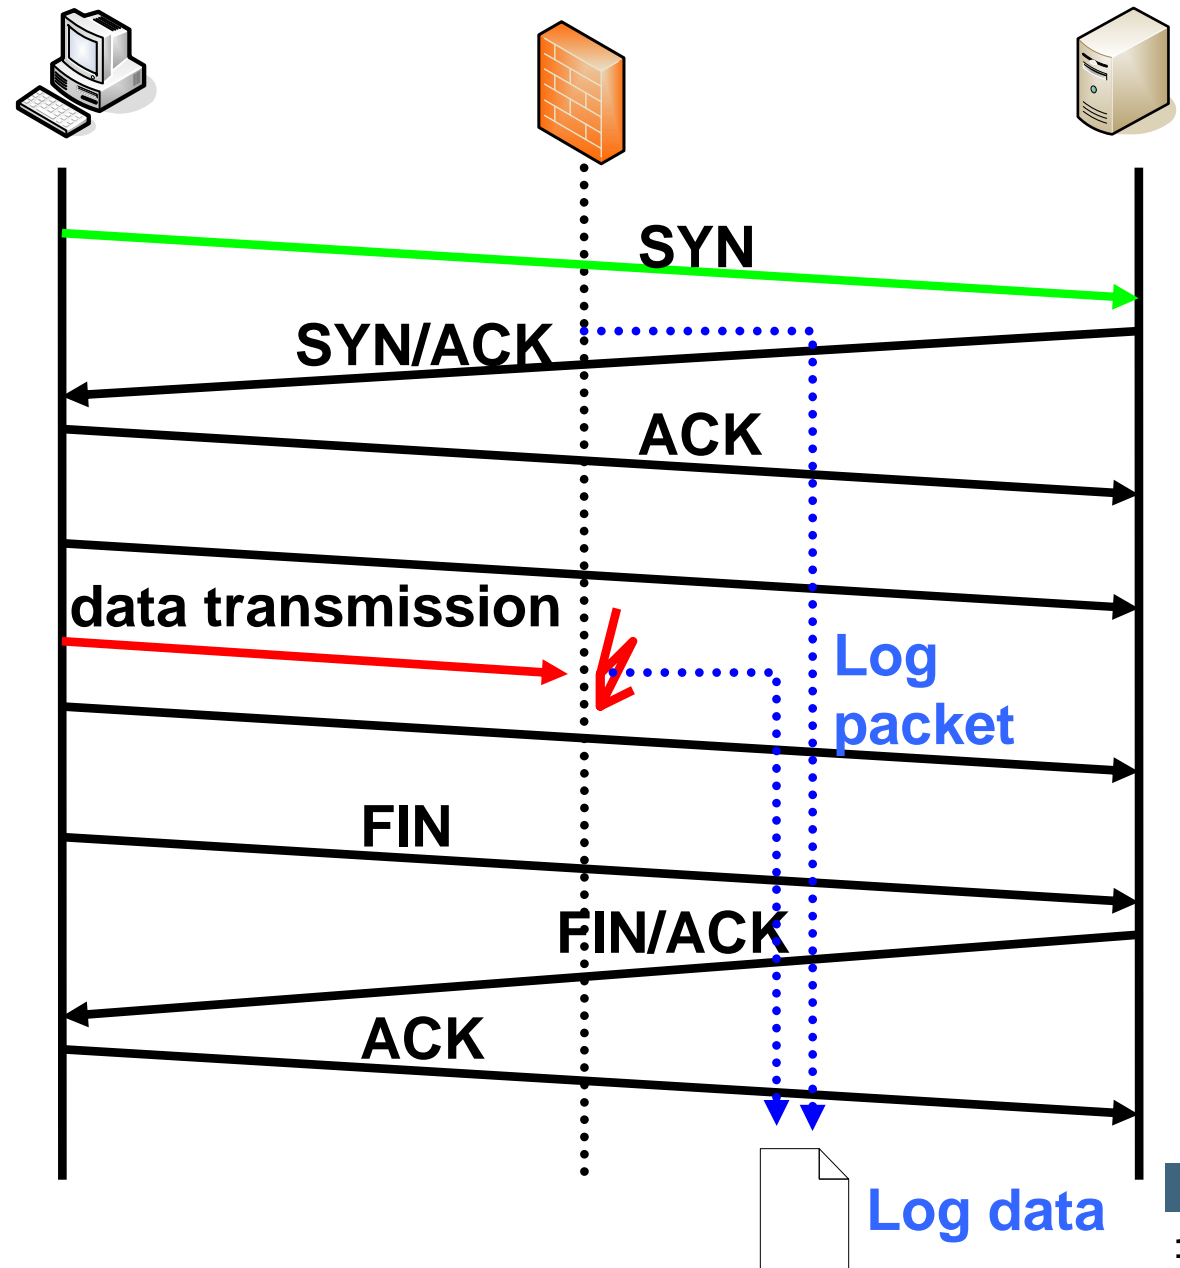 SYN
SYN/ACK
ACK
data transmission
Log
packet
FIN
FIN/ACK
ACK
Log data